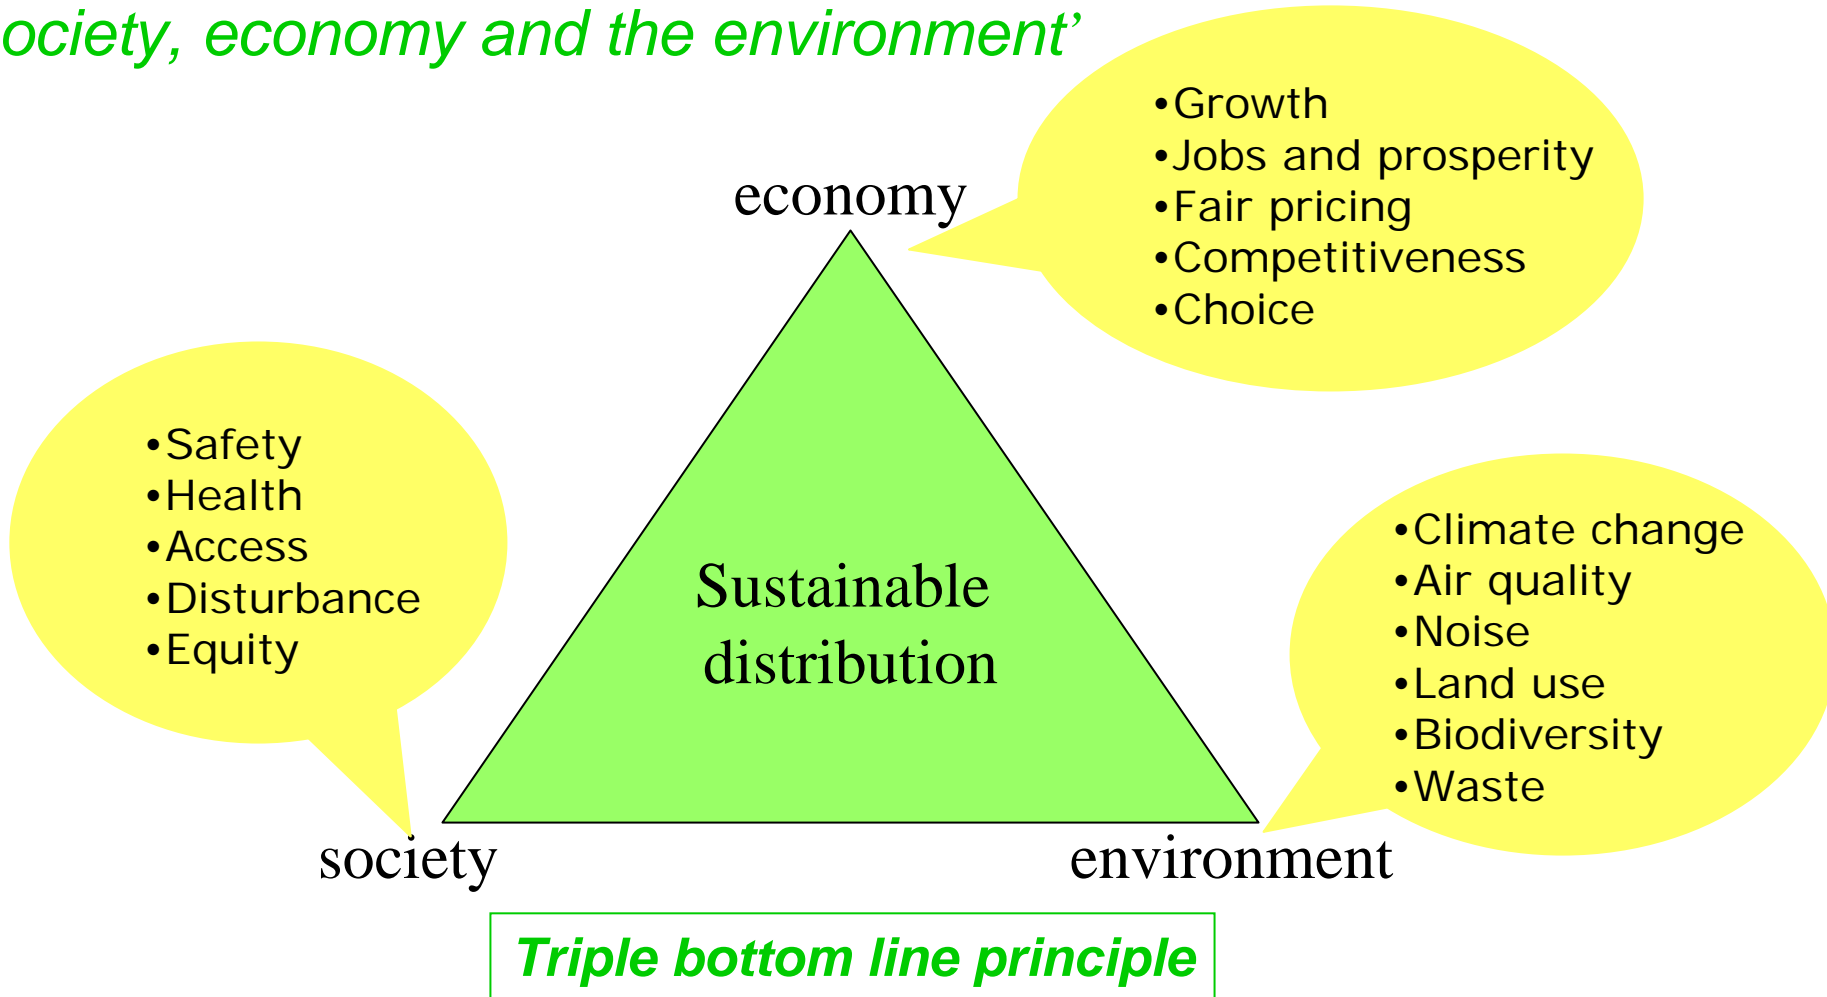 ociety, economy and the environment’
economy
•Growth
•Jobs and prosperity
•Fair pricing
•Competitiveness
•Choice
•Safety
•Health
•Access
•Disturbance
•Equity
Sustainable
distribution
•Climate change
•Air quality
•Noise
•Land use
•Biodiversity
•Waste
society
environment
Triple bottom line principle